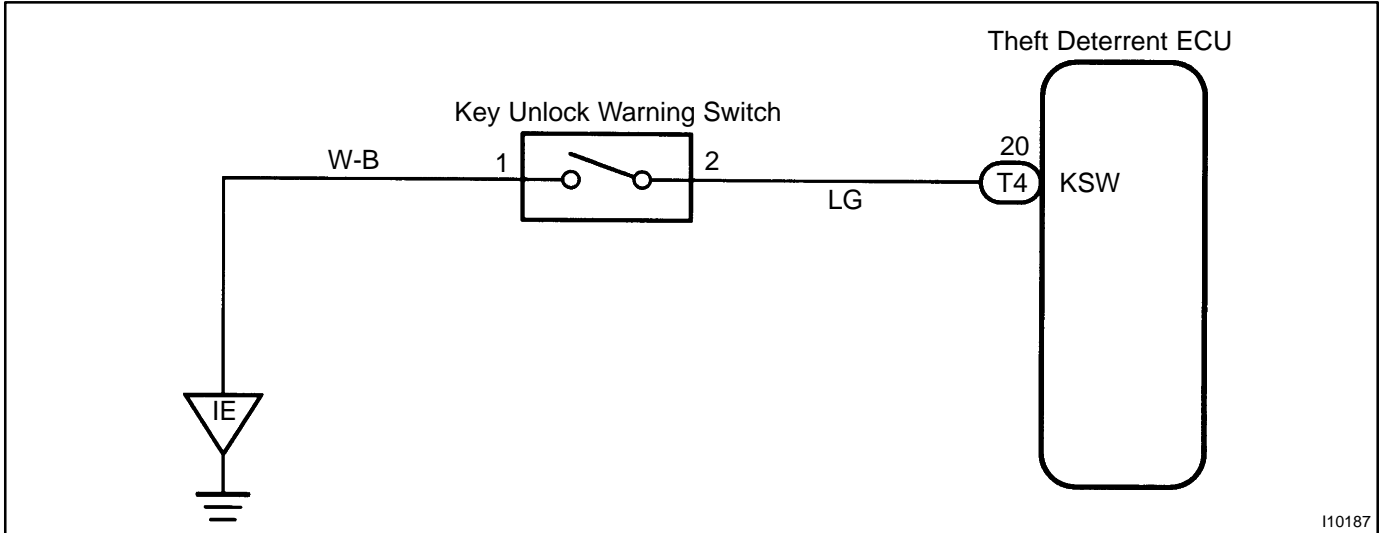 Theft Deterrent ECU
Key Unlock Warning Switch
W-B
1
2
20
T4
KSW
LG
IE
I10187